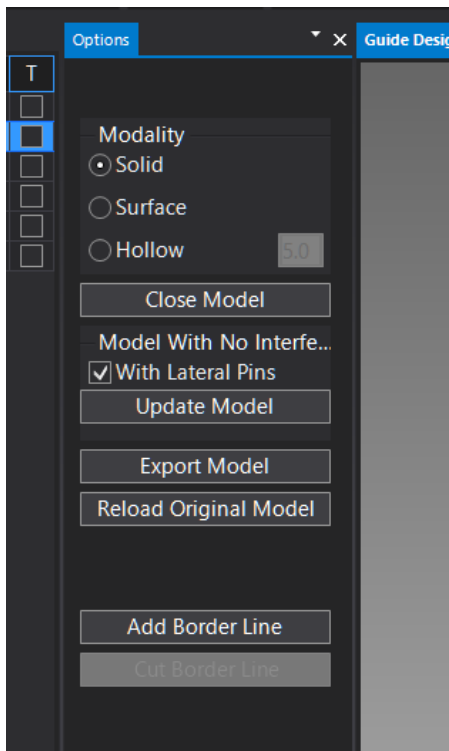 Options
Guide Desig
T
Modality
Solid
Surface
Hollow
5.0
Close Model
Model With No Interfe...
With Lateral Pins
Update Model
Export Model
Reload Original Model
Add Border Line
Cut Border Line